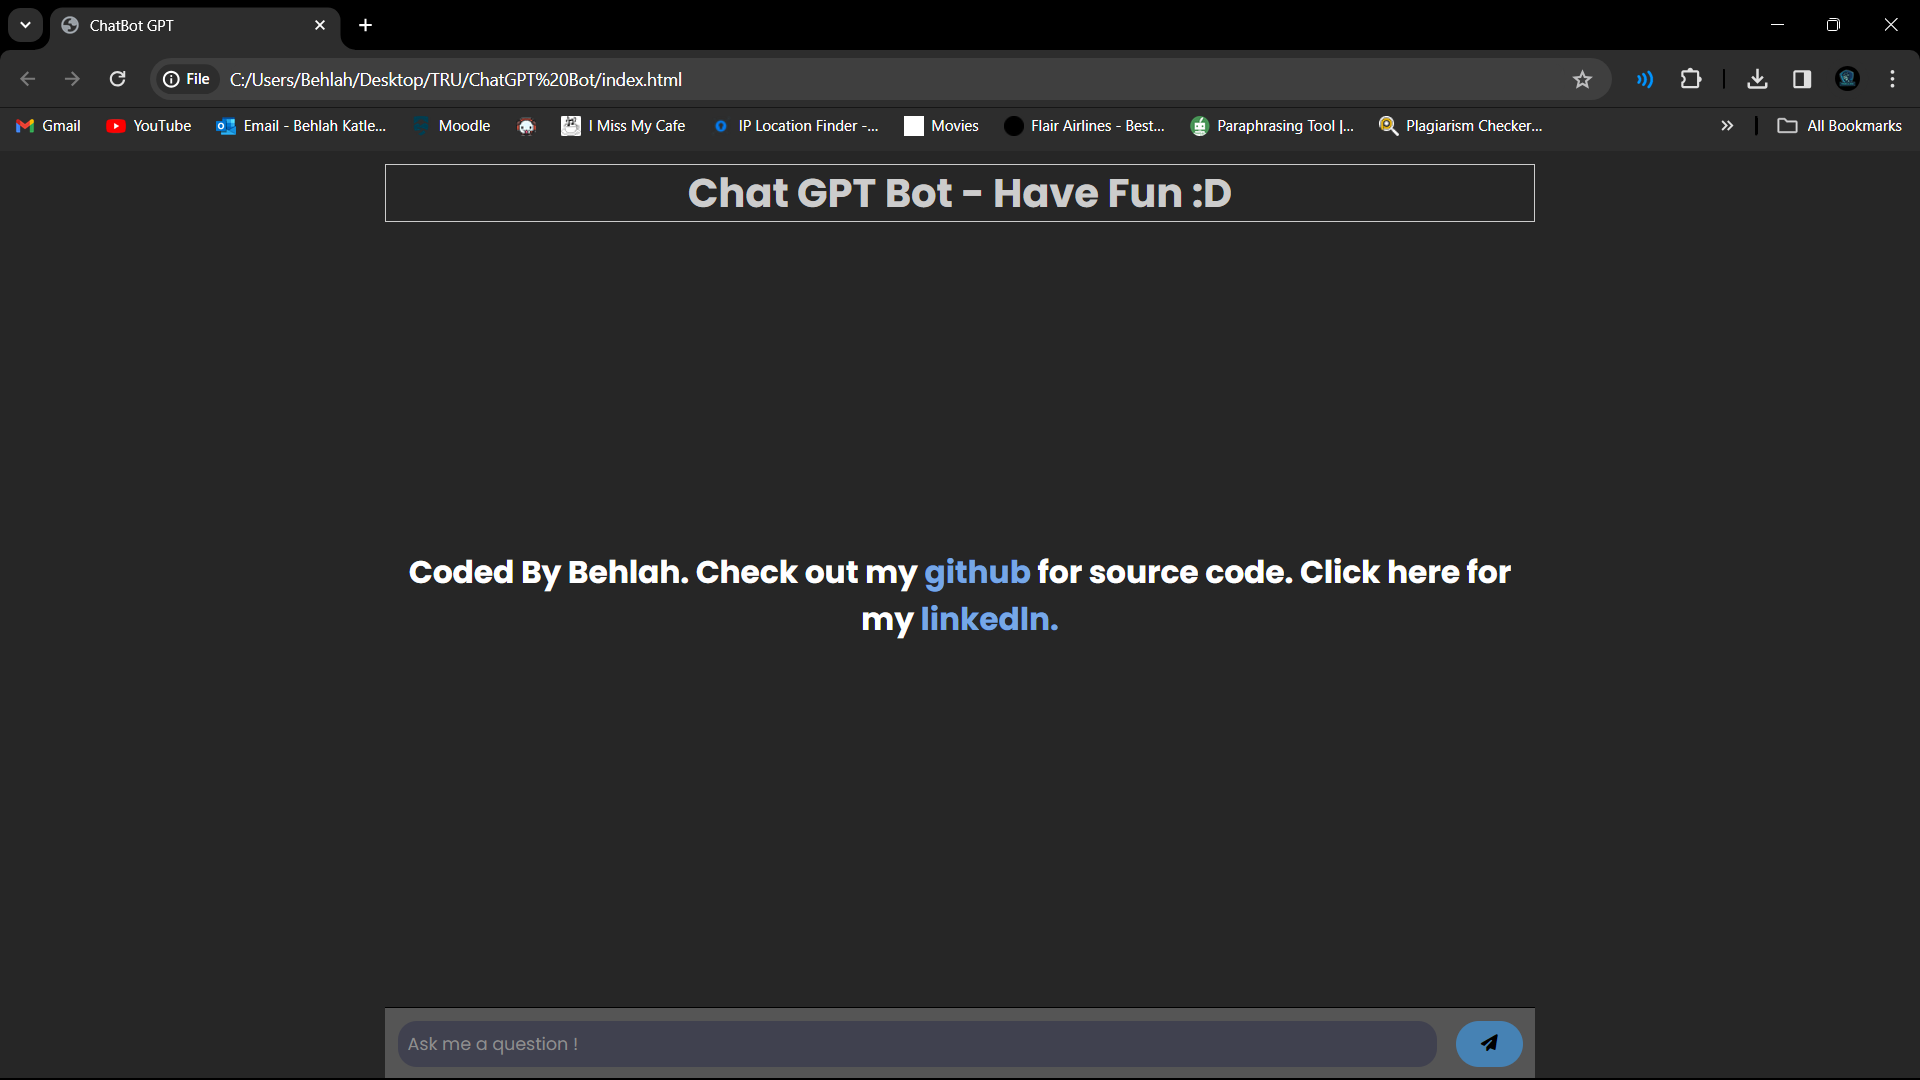 ChatBot GPT
File C:/Users/Behlah/Desktop/TRU/ChatGPT%20Bot/index.html
Gmail YouTube Email - Behlah Katle... Moodle I Miss My Cafe IP Location Finder -... Movies Flair Airlines - Best... Paraphrasing Tool |... Plagiarism Checker... All Bookmarks
Chat GPT Bot - Have Fun :D
Coded By Behlah. Check out my github for source code. Click here for
my linkedIn.
Ask me a question !